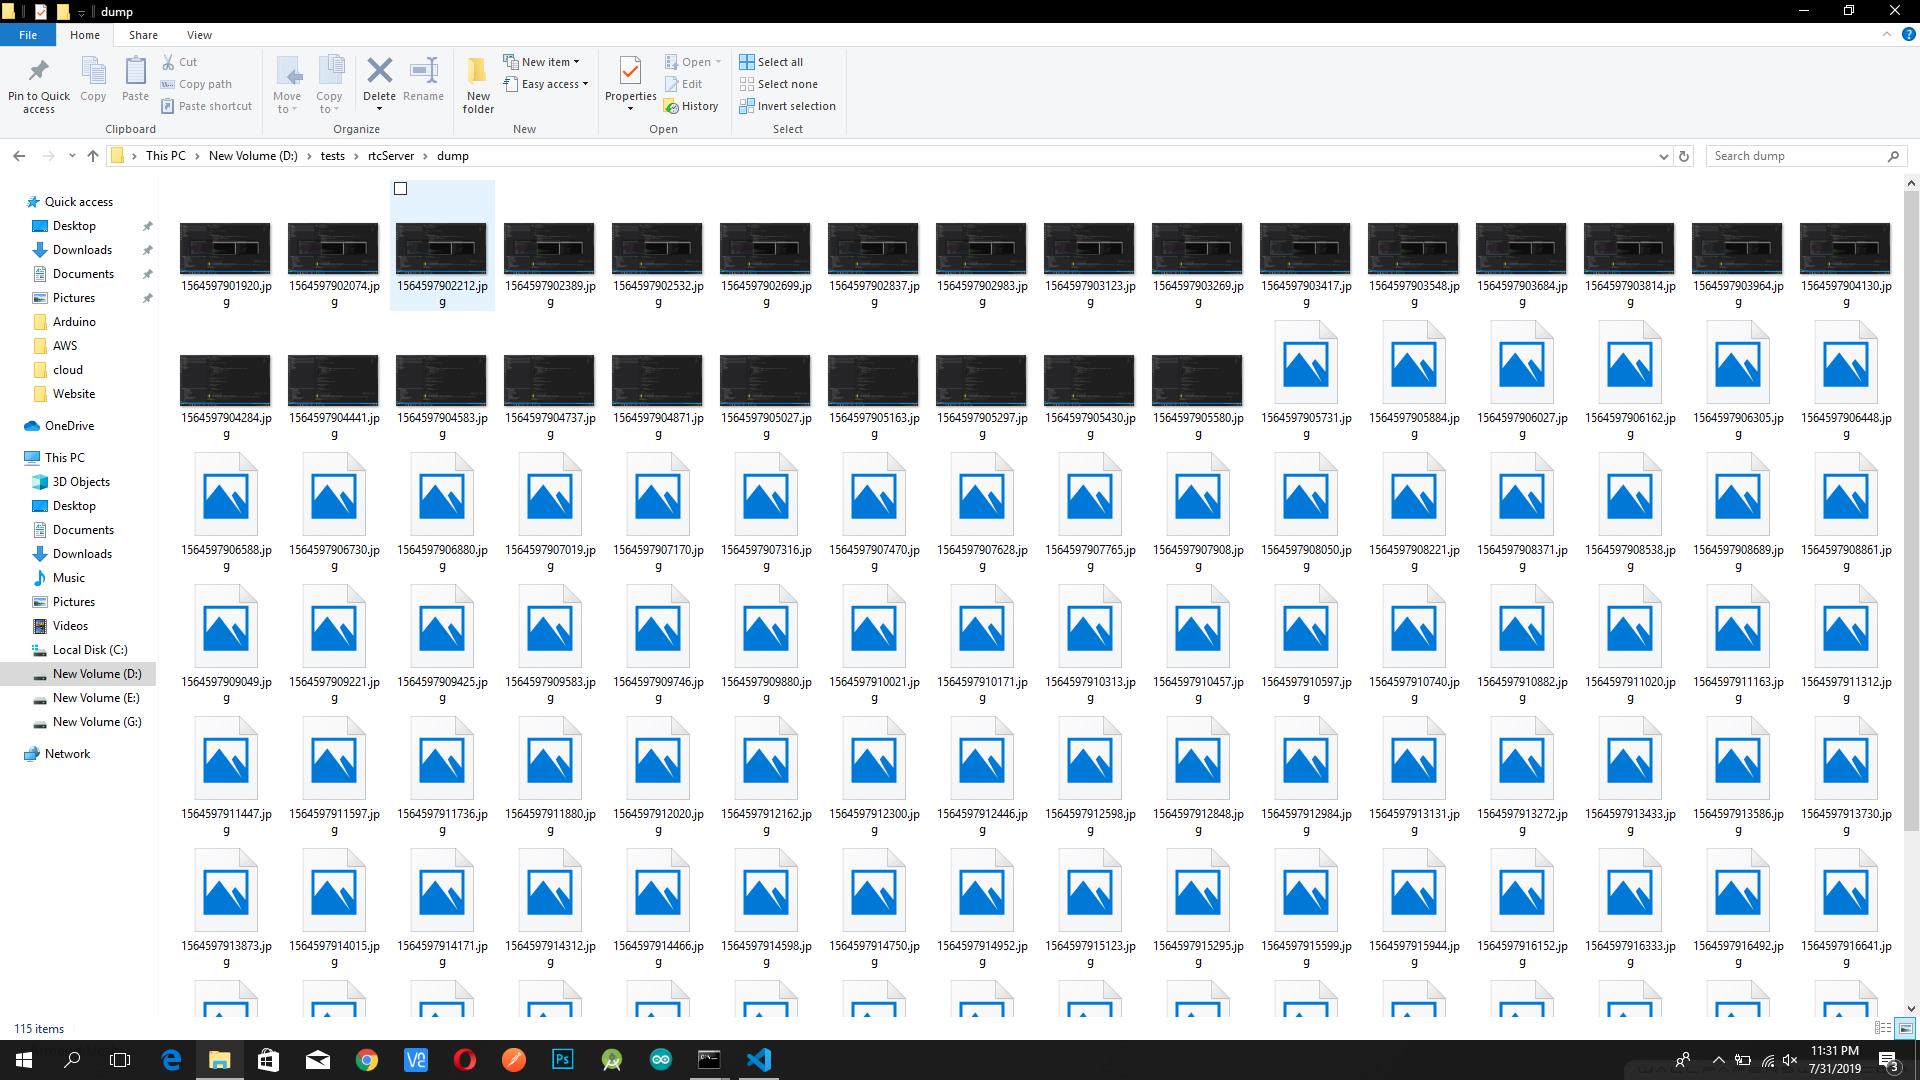 dump
File Home Share View
Pin to Quick access
Copy
Paste
Cut
Copy path
Paste shortcut
Clipboard
Move to
Copy to
Delete
Rename
Organize
New folder
New item
Easy access
New
Properties
Open
Edit
History
Open
Select all
Select none
Invert selection
Select
This PC > New Volume (D:) > tests > rtcServer > dump
Search dump
Quick access
Desktop
Downloads
Documents
Pictures
Arduino
AWS
cloud
Website
OneDrive
This PC
3D Objects
Desktop
Documents
Downloads
Music
Pictures
Videos
Local Disk (C:)
New Volume (D:)
New Volume (E:)
New Volume (G:)
Network
1564597901920.jpg 1564597902074.jpg 1564597902212.jpg 1564597902389.jpg 1564597902532.jpg 1564597902699.jpg 1564597902837.jpg 1564597902983.jpg 1564597903123.jpg 1564597903269.jpg 1564597903417.jpg 1564597903548.jpg 1564597903684.jpg 1564597903814.jpg 1564597903964.jpg 1564597904130.jpg
1564597904284.jpg 1564597904441.jpg 1564597904583.jpg 1564597904737.jpg 1564597904871.jpg 1564597905027.jpg 1564597905163.jpg 1564597905297.jpg 1564597905430.jpg 1564597905580.jpg 1564597905731.jpg 1564597905884.jpg 1564597906027.jpg 1564597906162.jpg 1564597906305.jpg 1564597906448.jpg
1564597906588.jpg 1564597906730.jpg 1564597906880.jpg 1564597907019.jpg 1564597907170.jpg 1564597907316.jpg 1564597907470.jpg 1564597907628.jpg 1564597907765.jpg 1564597907908.jpg 1564597908050.jpg 1564597908221.jpg 1564597908371.jpg 1564597908538.jpg 1564597908689.jpg 1564597908861.jpg
1564597909049.jpg 1564597909221.jpg 1564597909425.jpg 1564597909583.jpg 1564597909746.jpg 1564597909880.jpg 1564597910021.jpg 1564597910171.jpg 1564597910313.jpg 1564597910457.jpg 1564597910597.jpg 1564597910740.jpg 1564597910882.jpg 1564597911020.jpg 1564597911163.jpg 1564597911312.jpg
1564597911447.jpg 1564597911597.jpg 1564597911736.jpg 1564597911880.jpg 1564597912020.jpg 1564597912162.jpg 1564597912300.jpg 1564597912446.jpg 1564597912598.jpg 1564597912848.jpg 1564597912984.jpg 1564597913131.jpg 1564597913272.jpg 1564597913433.jpg 1564597913586.jpg 1564597913730.jpg
1564597913873.jpg 1564597914015.jpg 1564597914171.jpg 1564597914312.jpg 1564597914466.jpg 1564597914598.jpg 1564597914750.jpg 1564597914952.jpg 1564597915123.jpg 1564597915295.jpg 1564597915599.jpg 1564597915944.jpg 1564597916152.jpg 1564597916333.jpg 1564597916492.jpg 1564597916641.jpg
115 items
Ps
11:31 PM
7/31/2019
3